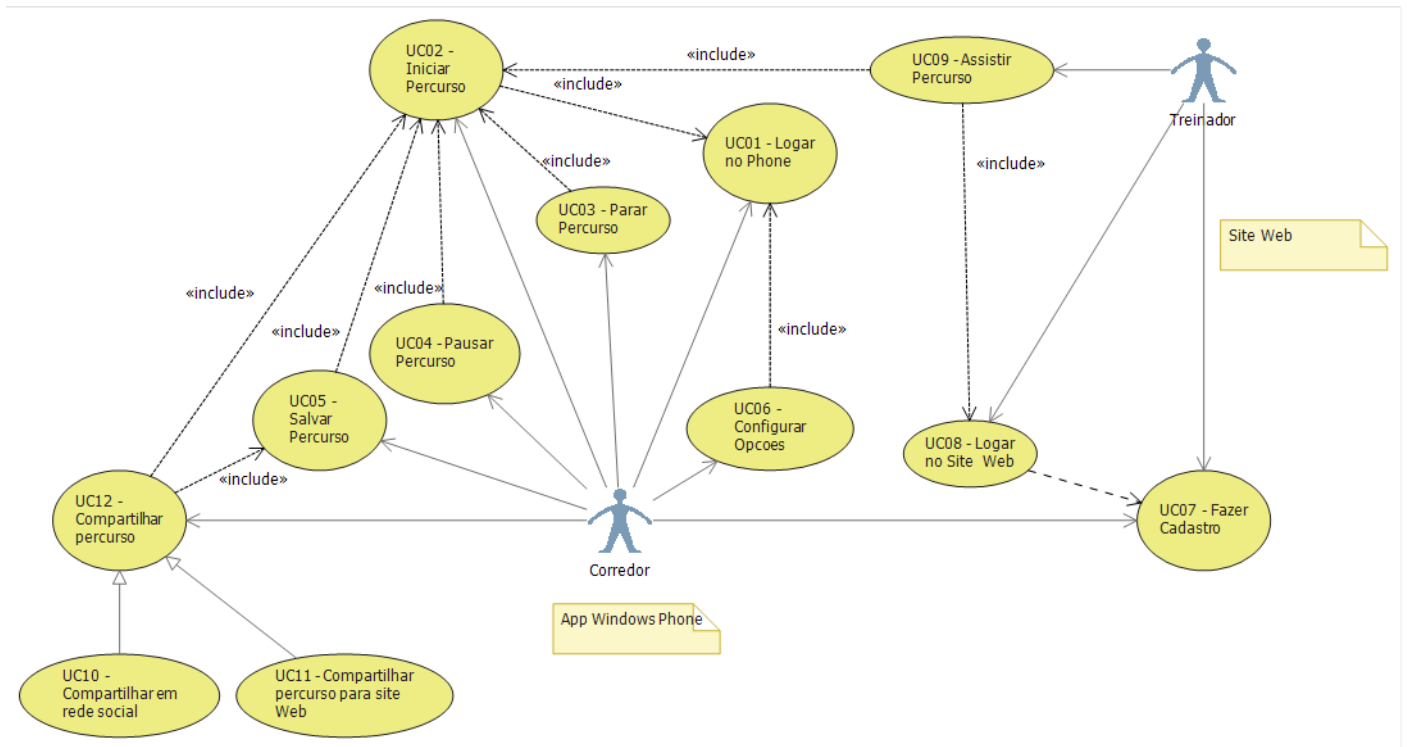 UC02 -
Iniciar
Percurso
«include»
UC09 - Assistir
Percurso
Treinador
«include»
UC01 - Logar
no Phone
«include»
«include»
UC03 - Parar
Percurso
Site Web
«include»
«include»
«include»
«include»
UC04 - Pausar
Percurso
UC05 -
Salvar
Percurso
UC06 -
Configurar
Opcoes
UC08 - Logar
no Site Web
«include»
UC12 -
Compartilhar
percurso
UC07 - Fazer
Cadastro
Corredor
App Windows Phone
UC10 -
Compartilhar em
rede social
UC11 - Compartilhar
percurso para site
Web